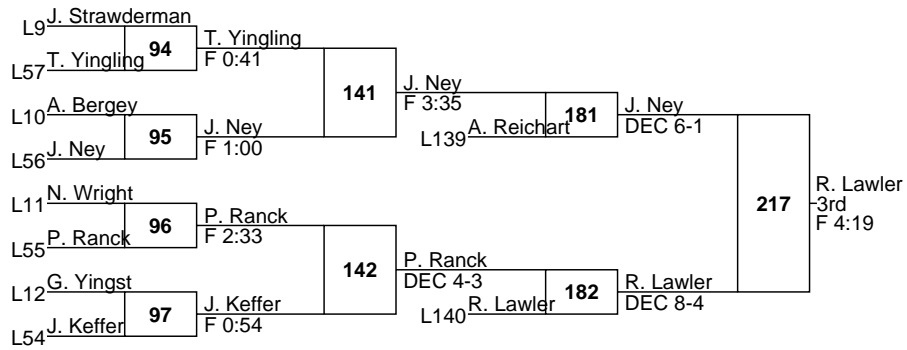 J. Strawderman
L9
94
T. Yingling
F 0:41
T. Yingling
L57
141
J. Ney
F 3:35
A. Bergey
L10
95
J. Ney
F 1:00
J. Ney
L56
181
A. Reichart
L139
J. Ney
DEC 6-1
N. Wright
L11
96
P. Ranck
F 2:33
P. Ranck
L55
217
R. Lawler
3rd
F 4:19
142
P. Ranck
DEC 4-3
G. Yingst
L12
97
J. Keffer
F 0:54
J. Keffer
L54
182
R. Lawler
L140
R. Lawler
DEC 8-4